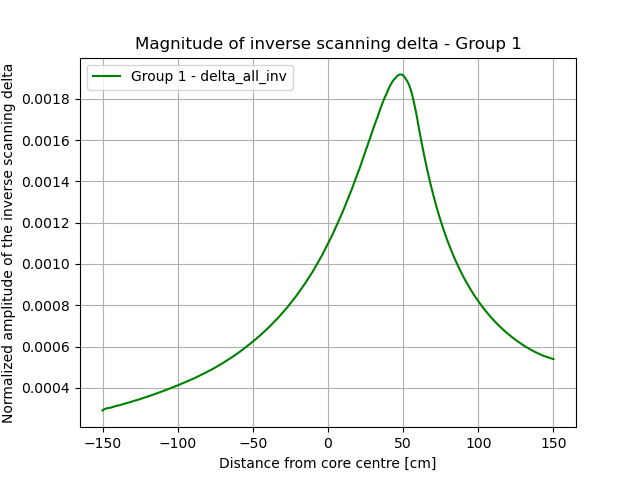 Magnitude of inverse scanning delta - Group 1
Group 1 - delta_all_inv
Normalized amplitude of the inverse scanning delta
0.0018
0.0016
0.0014
0.0012
0.0010
0.0008
0.0006
0.0004
−150 −100 −50 0 50 100 150
Distance from core centre [cm]